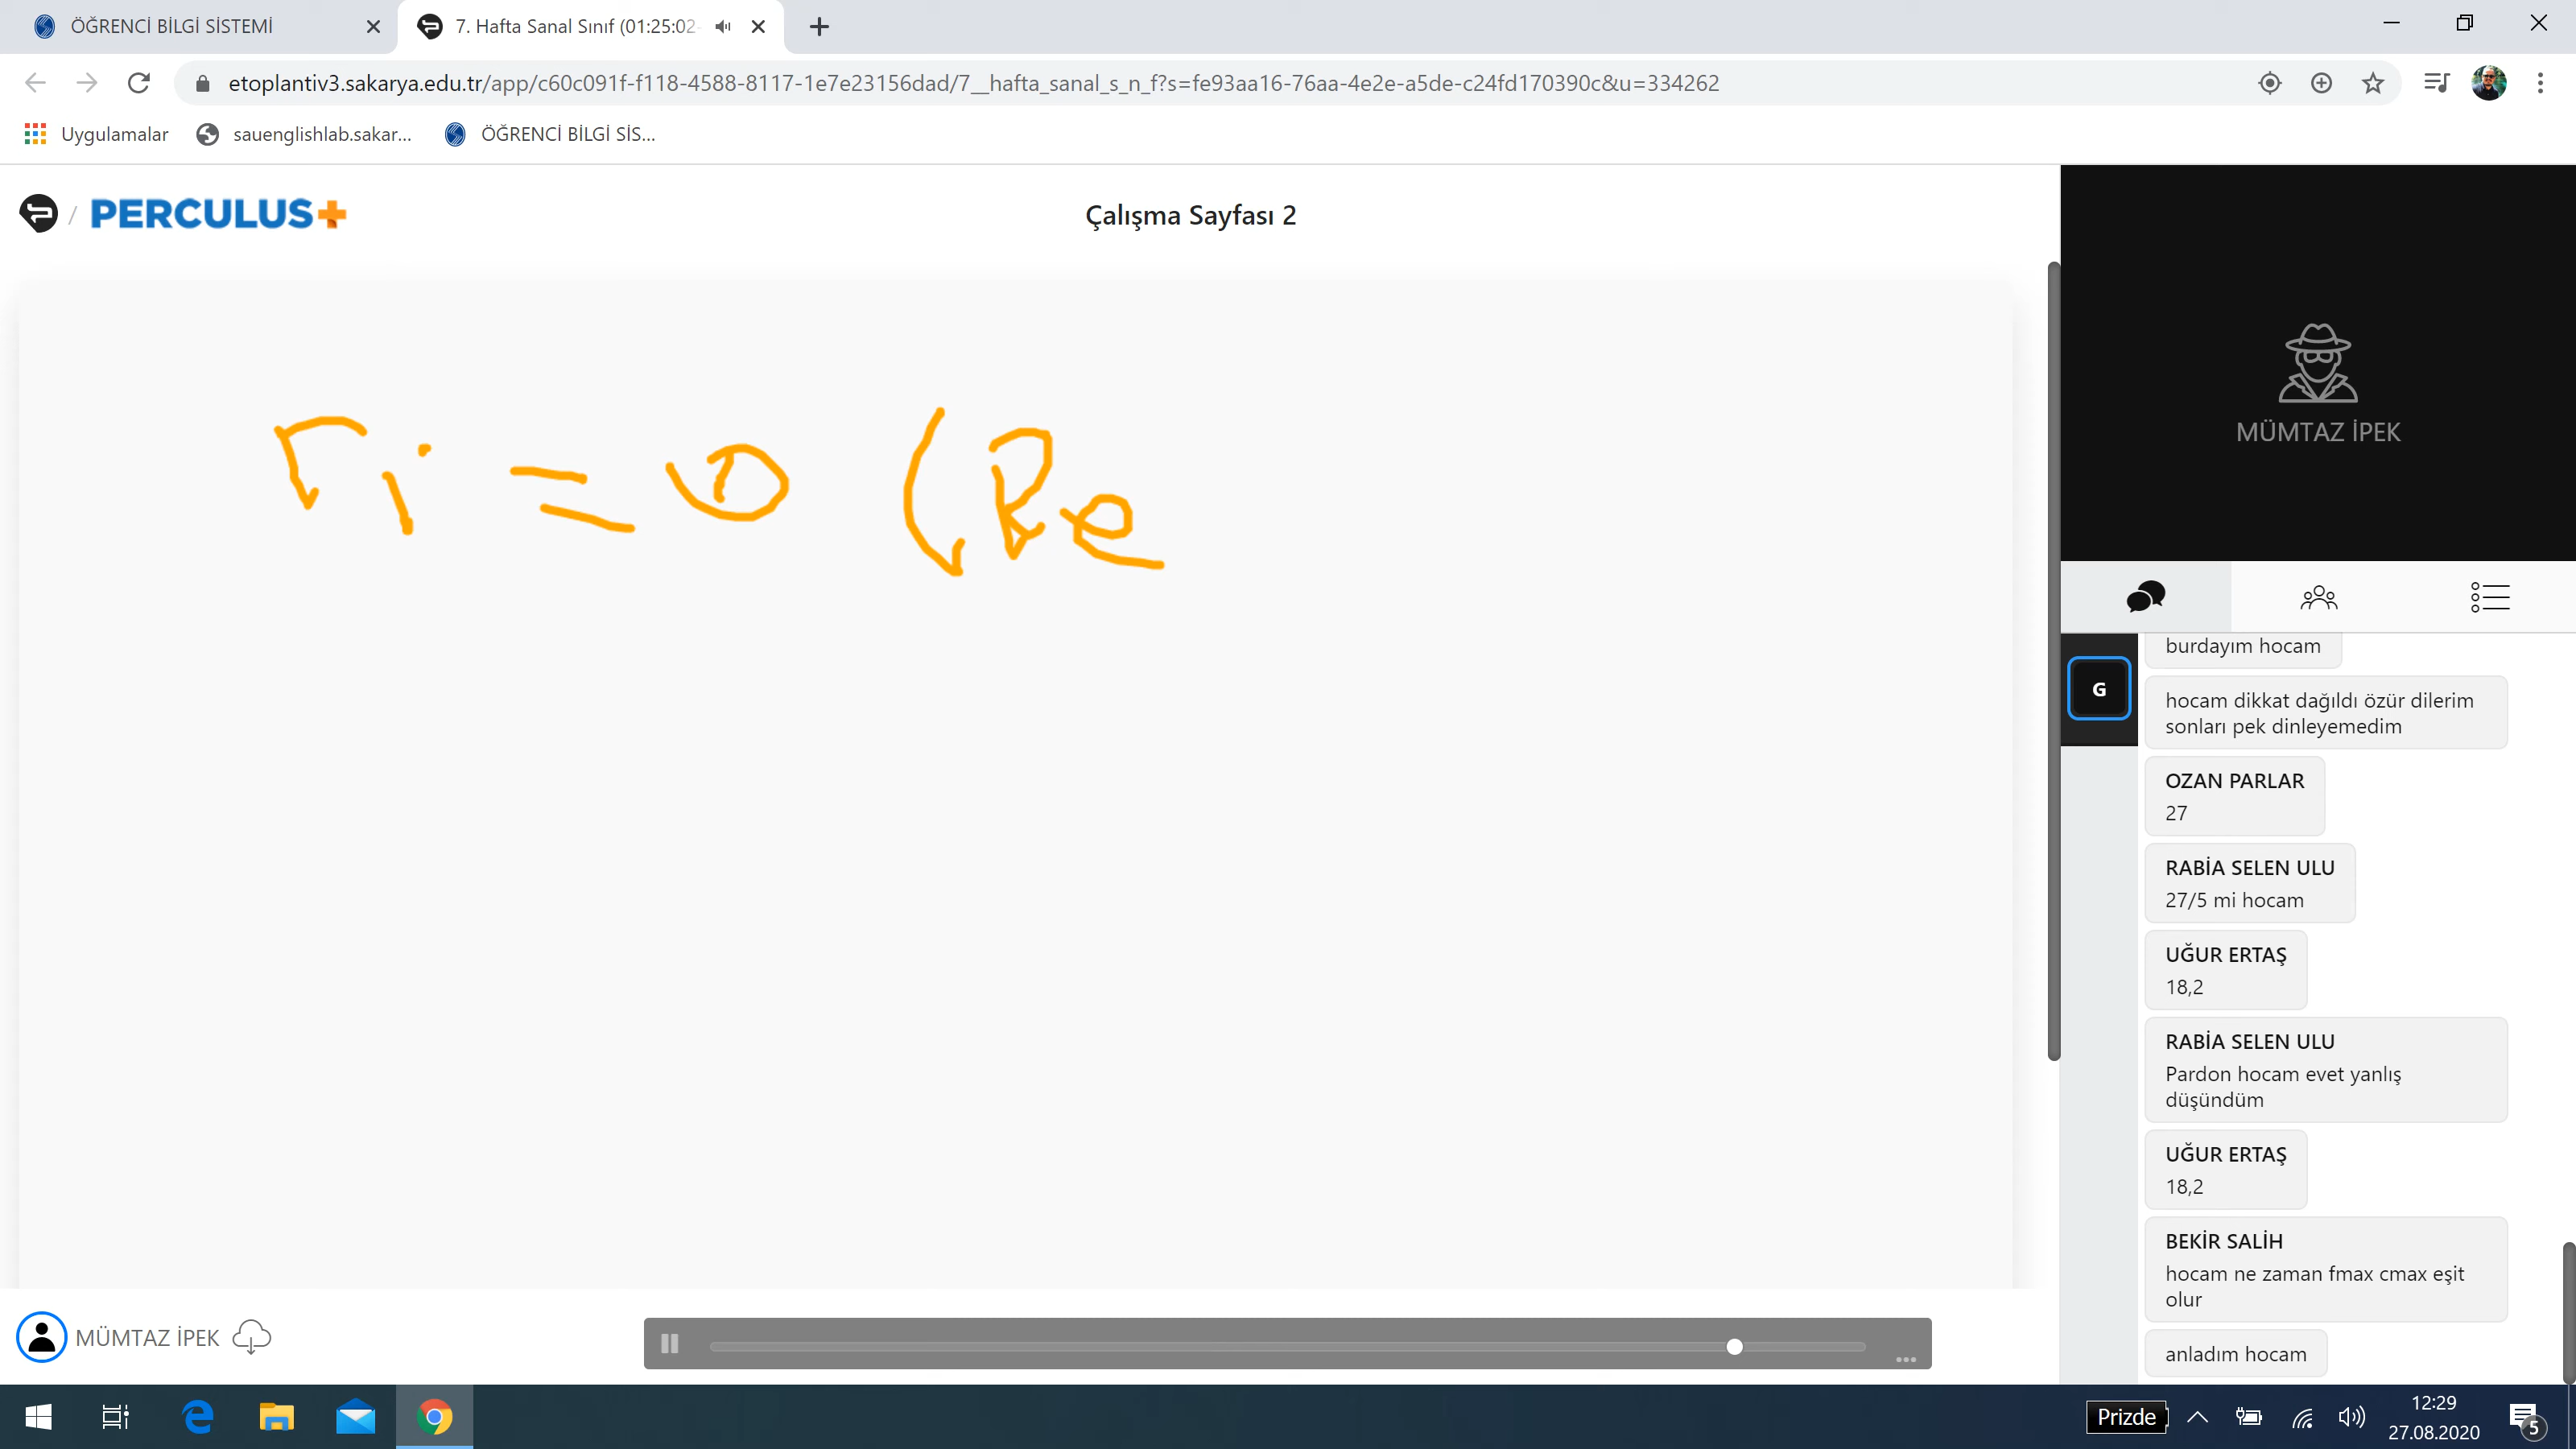 ÖĞRENCİ BİLGİ SİSTEMİ
7. Hafta Sanal Sınıf (01:25:02
etoplantiv3.sakarya.edu.tr/app/c60c091f-f118-4588-8117-1e7e23156dad/7__hafta_sanal_s_n_f?s=fe93aa16-76aa-4e2e-a5de-c24fd170390c&u=334262
Uygulamalar
sauenglishlab.sakar...
ÖĞRENCİ BİLGİ SİS...
/ PERCULUS+
Çalışma Sayfası 2
ri = 0 (Re
MÜMTAZ İPEK
G
burdayım hocam
hocam dikkat dağıldı özür dilerim
sonları pek dinleyemedim
OZAN PARLAR
27
RABİA SELEN ULU
27/5 mi hocam
UĞUR ERTAŞ
18,2
RABİA SELEN ULU
Pardon hocam evet yanlış
düşündüm
UĞUR ERTAŞ
18,2
BEKİR SALİH
hocam ne zaman fmax cmax eşit
olur
anladım hocam
MÜMTAZ İPEK
Prizde
12:29
27.08.2020
5